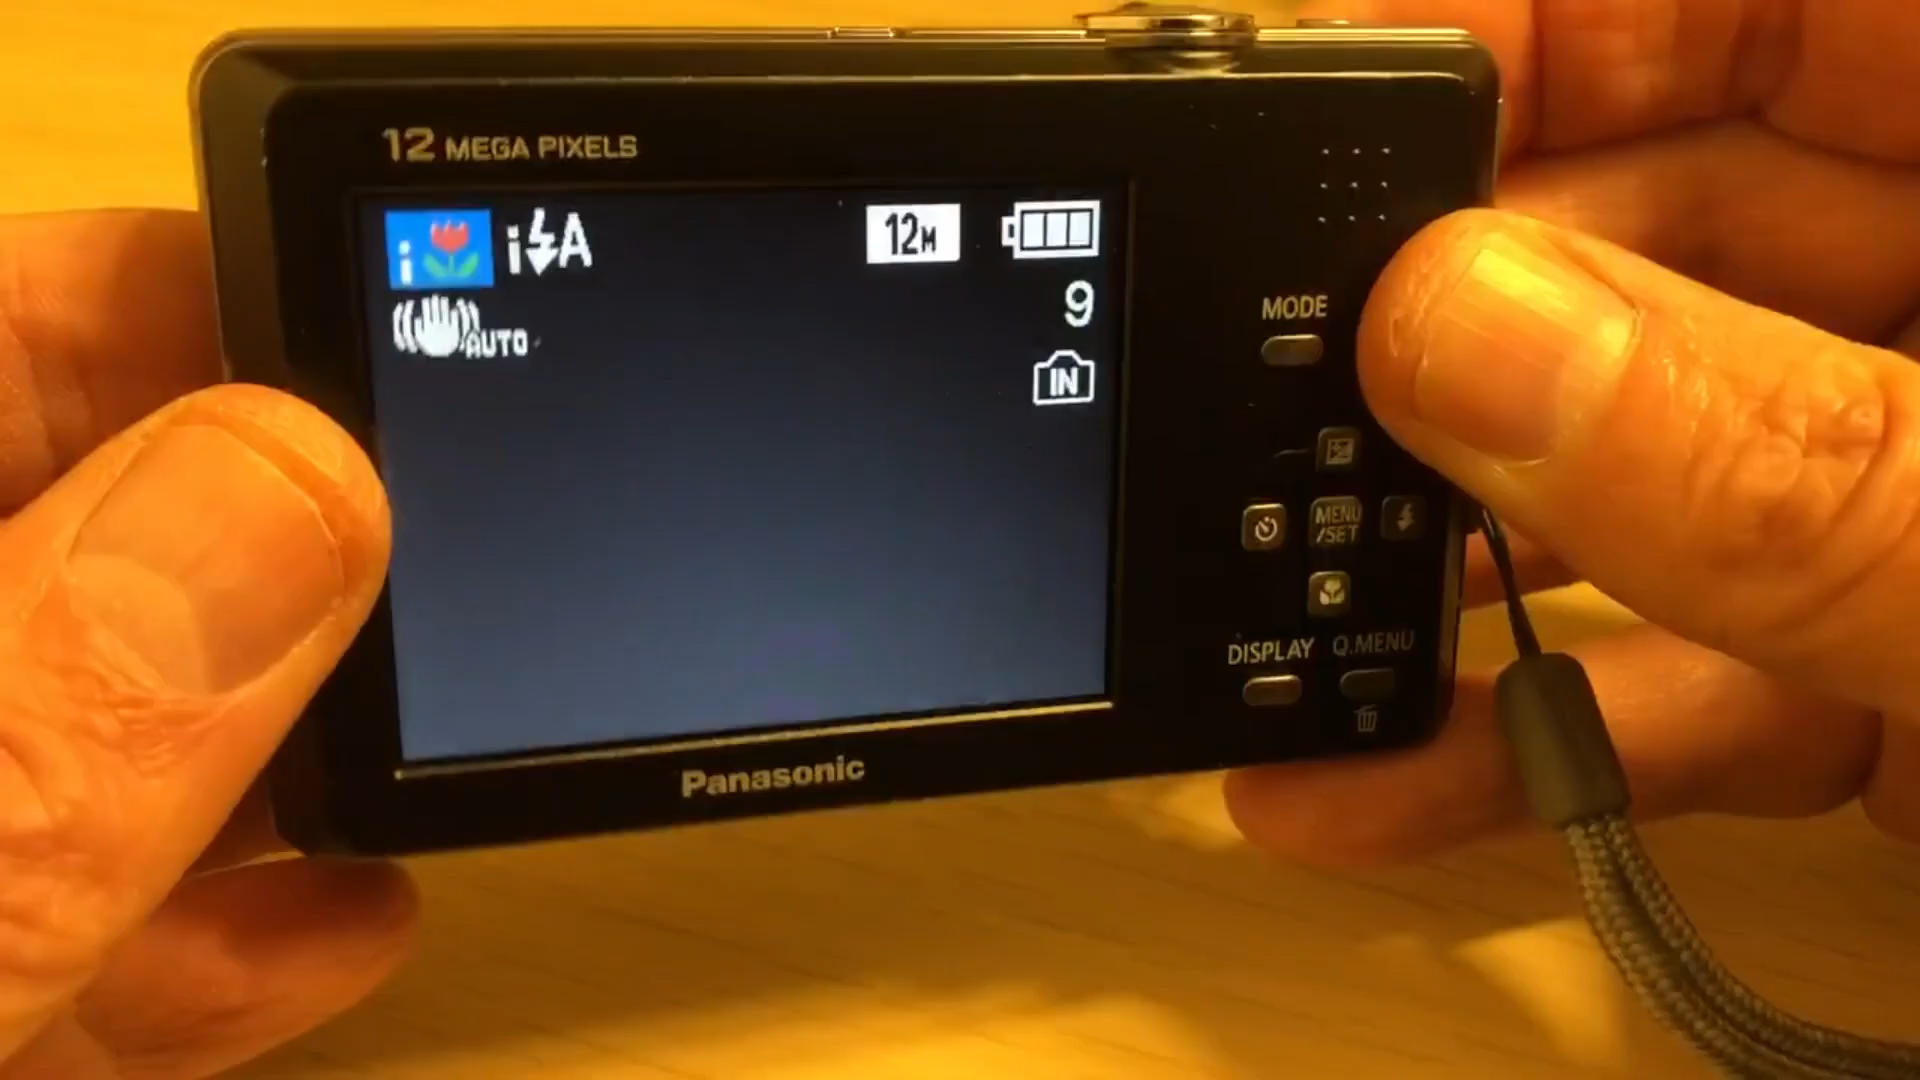 12 MEGA PIXELS
i i⚡A 12M
AUTO 9
IN
MODE
MENU
/SET
DISPLAY Q.MENU
Panasonic